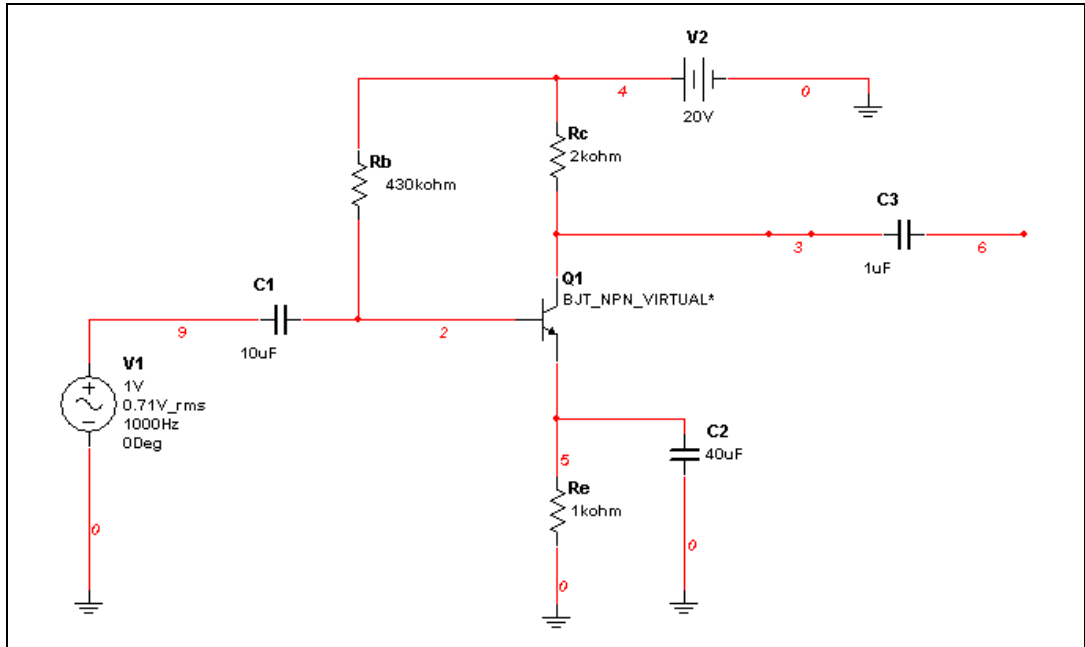 V2
4
0
20V
Rc
2kohm
Rb
430kohm
C3
3
6
1uF
C1
Q1
BJT_NPN_VIRTUAL*
9
2
10uF
V1
1V
0.71V_rms
1000Hz
0Deg
C2
40uF
5
Re
1kohm
0
0
0